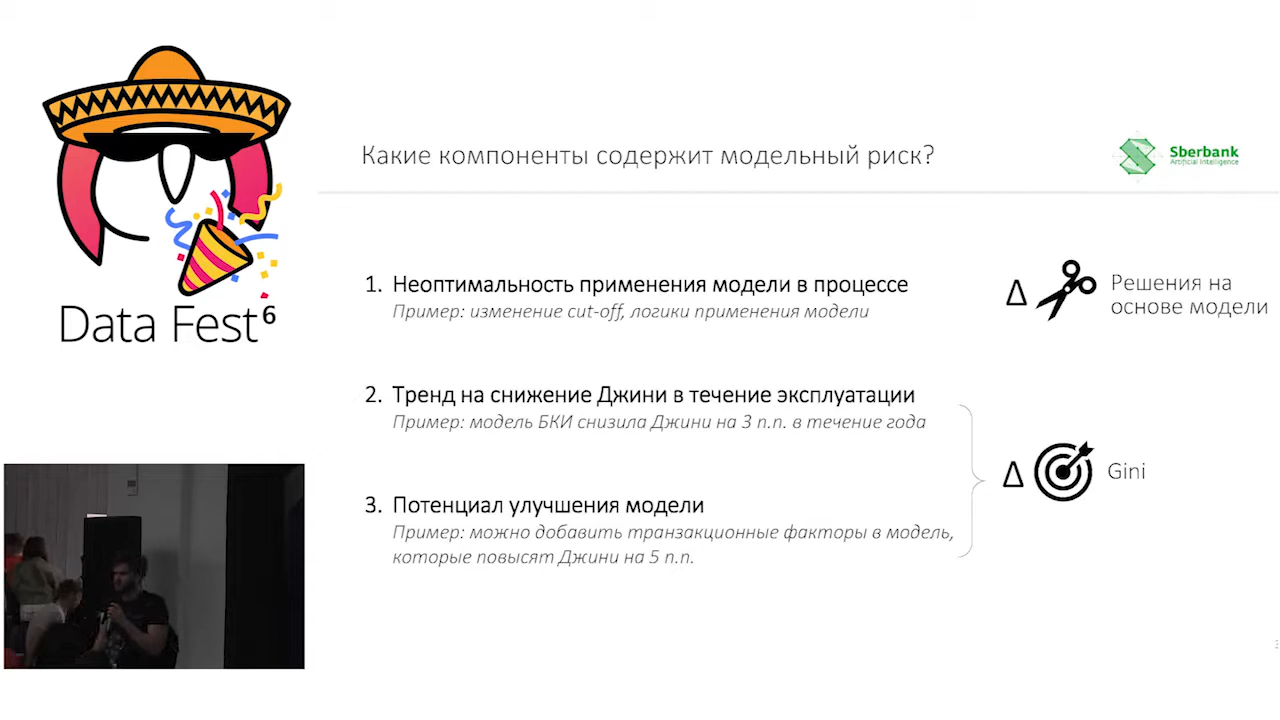 Data Fest⁶
Какие компоненты содержит модельный риск?
Sberbank
Artificial Intelligence
1. Неоптимальность применения модели в процессе
Пример: изменение cut-off, логики применения модели
Δ
Решения на
основе модели
2. Тренд на снижение Джини в течение эксплуатации
Пример: модель БКИ снизила Джини на 3 п.п. в течение года
Δ
Gini
3. Потенциал улучшения модели
Пример: можно добавить транзакционные факторы в модель,
которые повысят Джини на 5 п.п.